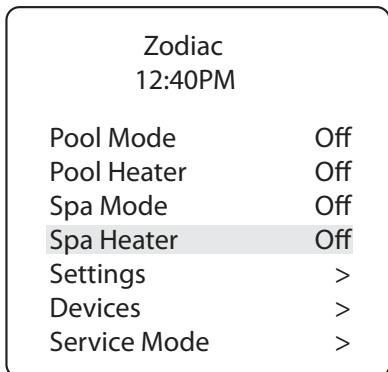 Zodiac
12:40PM
Pool Mode Off
Pool Heater Off
Spa Mode Off
Spa Heater Off
Settings >
Devices >
Service Mode >